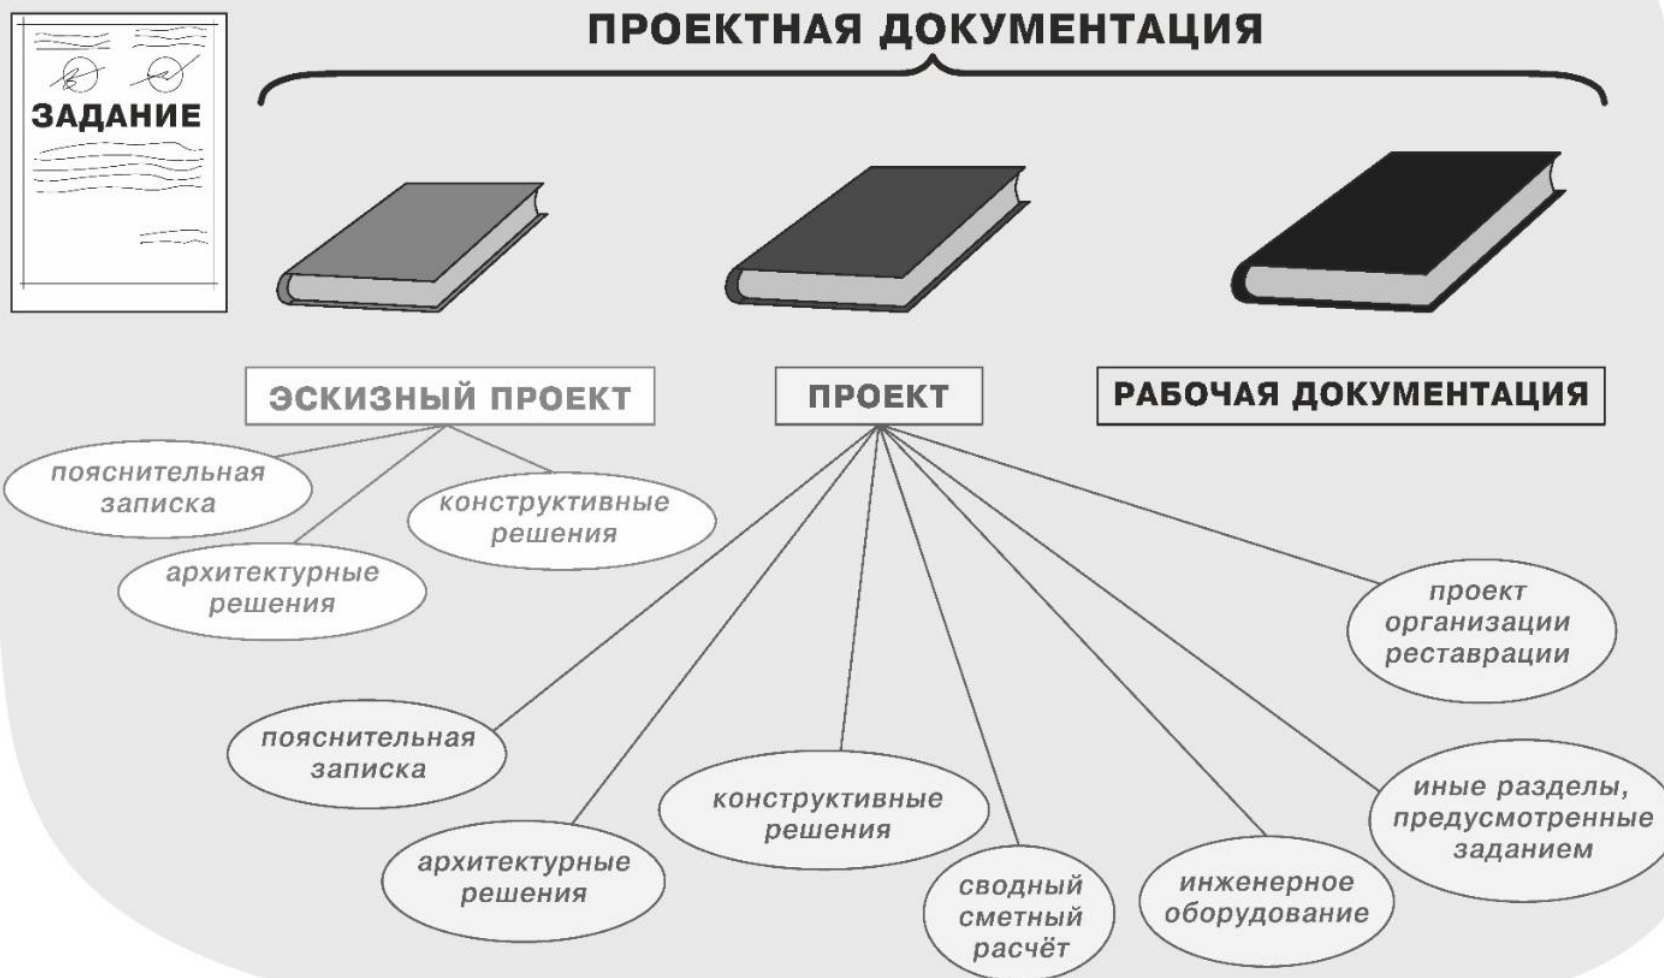 ПРОЕКТНАЯ ДОКУМЕНТАЦИЯ
ЗАДАНИЕ
ЭСКИЗНЫЙ ПРОЕКТ
ПРОЕКТ
РАБОЧАЯ ДОКУМЕНТАЦИЯ
пояснительная
записка
конструктивные
решения
архитектурные
решения
проект
организации
реставрации
пояснительная
записка
конструктивные
решения
иные разделы,
предусмотренные
заданием
архитектурные
решения
сводный
сметный
расчёт
инженерное
оборудование